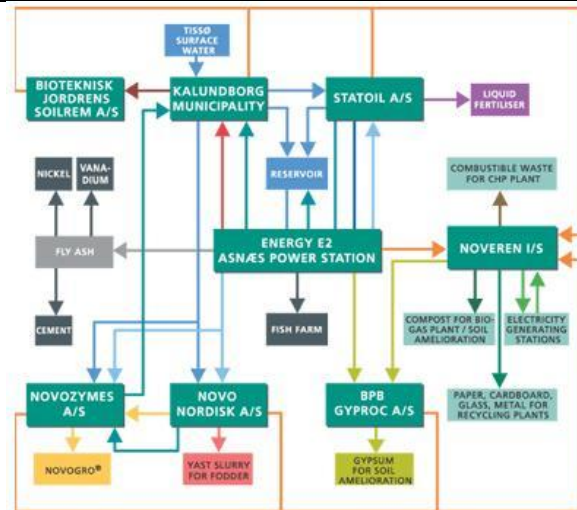 TISSØ
SURFACE
WATER
BIOTEKNISK
JORDRENS
SOILREM A/S
KALUNDBORG
MUNICIPALITY
STATOIL A/S
LIQUID
FERTILISER
NICKEL
VANA-
DIUM
RESERVOIR
COMBUSTIBLE WASTE
FOR CHP PLANT
FLY ASH
ENERGY E2
ASNÆS POWER STATION
NOVEREN I/S
CEMENT
FISH FARM
COMPOST FOR BIO-
GAS PLANT / SOIL
AMELIORATION
ELECTRICITY
GENERATING
STATIONS
NOVOZYMES
A/S
NOVO
NORDISK A/S
BPB
GYPROC A/S
PAPER, CARDBOARD,
GLASS, METAL FOR
RECYCLING PLANTS
NOVOGRO®
YAST SLURRY
FOR FODDER
GYPSUM
FOR SOIL
AMELIORATION